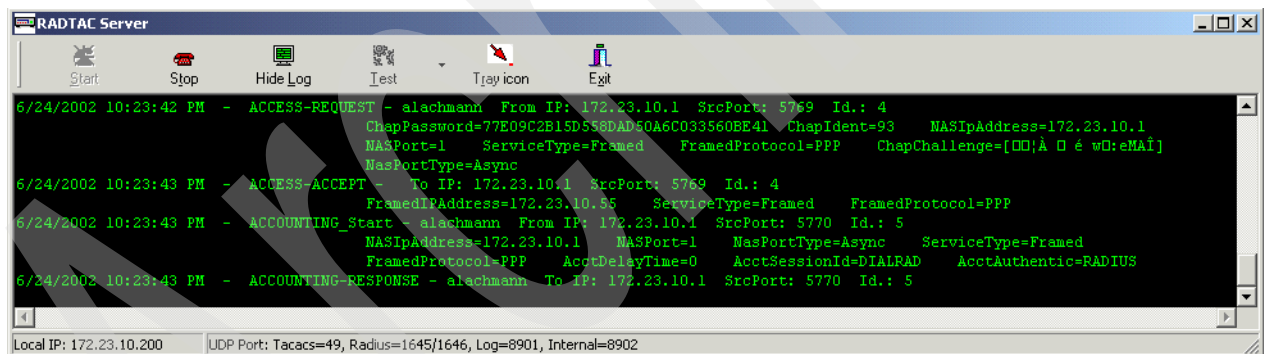 RADTAC Server
Start Stop Hide Log Test Tray icon Exit
6/24/2002 10:23:42 PM - ACCESS-REQUEST - alachmann From IP: 172.23.10.1 SrcPort: 5769 Id.: 4
ChapPassword=77E09C2B15D558DAD50A6C033560BE41 ChapIdent=93 NASIpAddress=172.23.10.1
NASPort=1 ServiceType=Framed FramedProtocol=PPP ChapChallenge=[□□¦À □ é w□:eMAÎ]
NasPortType=Async
6/24/2002 10:23:43 PM - ACCESS-ACCEPT - To IP: 172.23.10.1 SrcPort: 5769 Id.: 4
FramedIPAddress=172.23.10.55 ServiceType=Framed FramedProtocol=PPP
6/24/2002 10:23:43 PM - ACCOUNTING_Start - alachmann From IP: 172.23.10.1 SrcPort: 5770 Id.: 5
NASIpAddress=172.23.10.1 NASPort=1 NasPortType=Async ServiceType=Framed
FramedProtocol=PPP AcctDelayTime=0 AcctSessionId=DIALRAD AcctAuthentic=RADIUS
6/24/2002 10:23:43 PM - ACCOUNTING-RESPONSE - alachmann To IP: 172.23.10.1 SrcPort: 5770 Id.: 5
Local IP: 172.23.10.200 UDP Port: Tacacs=49, Radius=1645/1646, Log=8901, Internal=8902